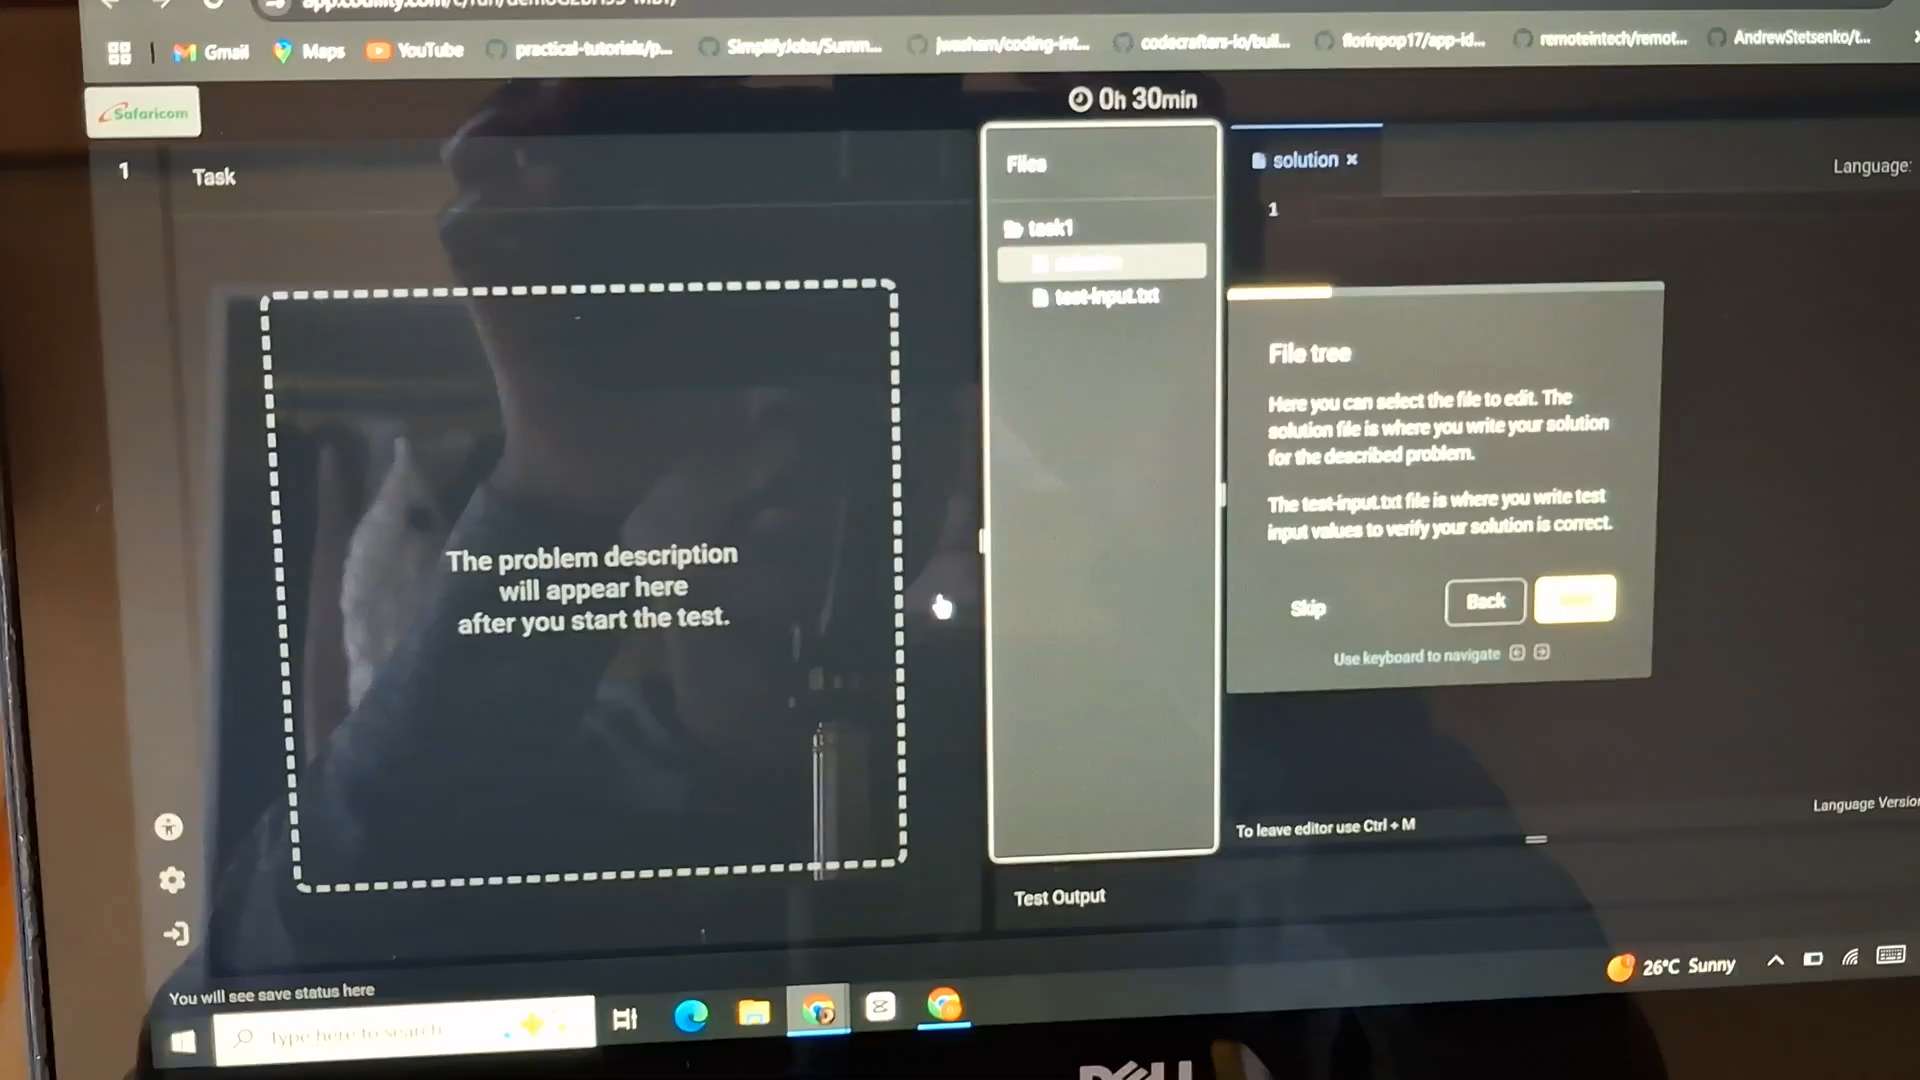 Gmail
Maps
YouTube
practical-tutorials/p...
SimplifyJobs/Summ...
jwasham/coding-int...
codecrafters-io/buil...
florinpop17/app-id...
remoteintech/remot...
AndrewStetsenko/t...
Safaricom
0h 30min
1
Task
Files
task1
solution
test-input.txt
solution
Language:
1
The problem description
will appear here
after you start the test.
File tree
Here you can select the file to edit. The
solution file is where you write your solution
for the described problem.
The test-input.txt file is where you write test
input values to verify your solution is correct.
Skip
Back
Use keyboard to navigate
To leave editor use Ctrl + M
Language Version
Test Output
You will see save status here
Type here to search
26°C Sunny
DELL